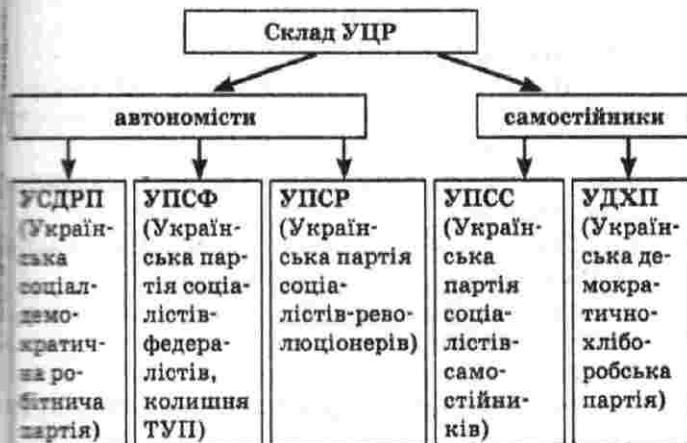 Склад УЦР
автономісти
самостійники
УСДРП
(Україн-
ська
соціал-
демо-
кратич-
на ро-
бітнича
партія)
УПСФ
(Україн-
ська пар-
тія соціа-
лістів-
федера-
лістів,
колишня
ТУП)
УПСР
(Україн-
ська партія
соціа-
лістів-рево-
люціонерів)
УПСС
(Україн-
ська
партія
соціа-
лістів-
само-
стійни-
ків)
УДХП
(Україн-
ська де-
мокра-
тично-
хлібо-
робська
партія)